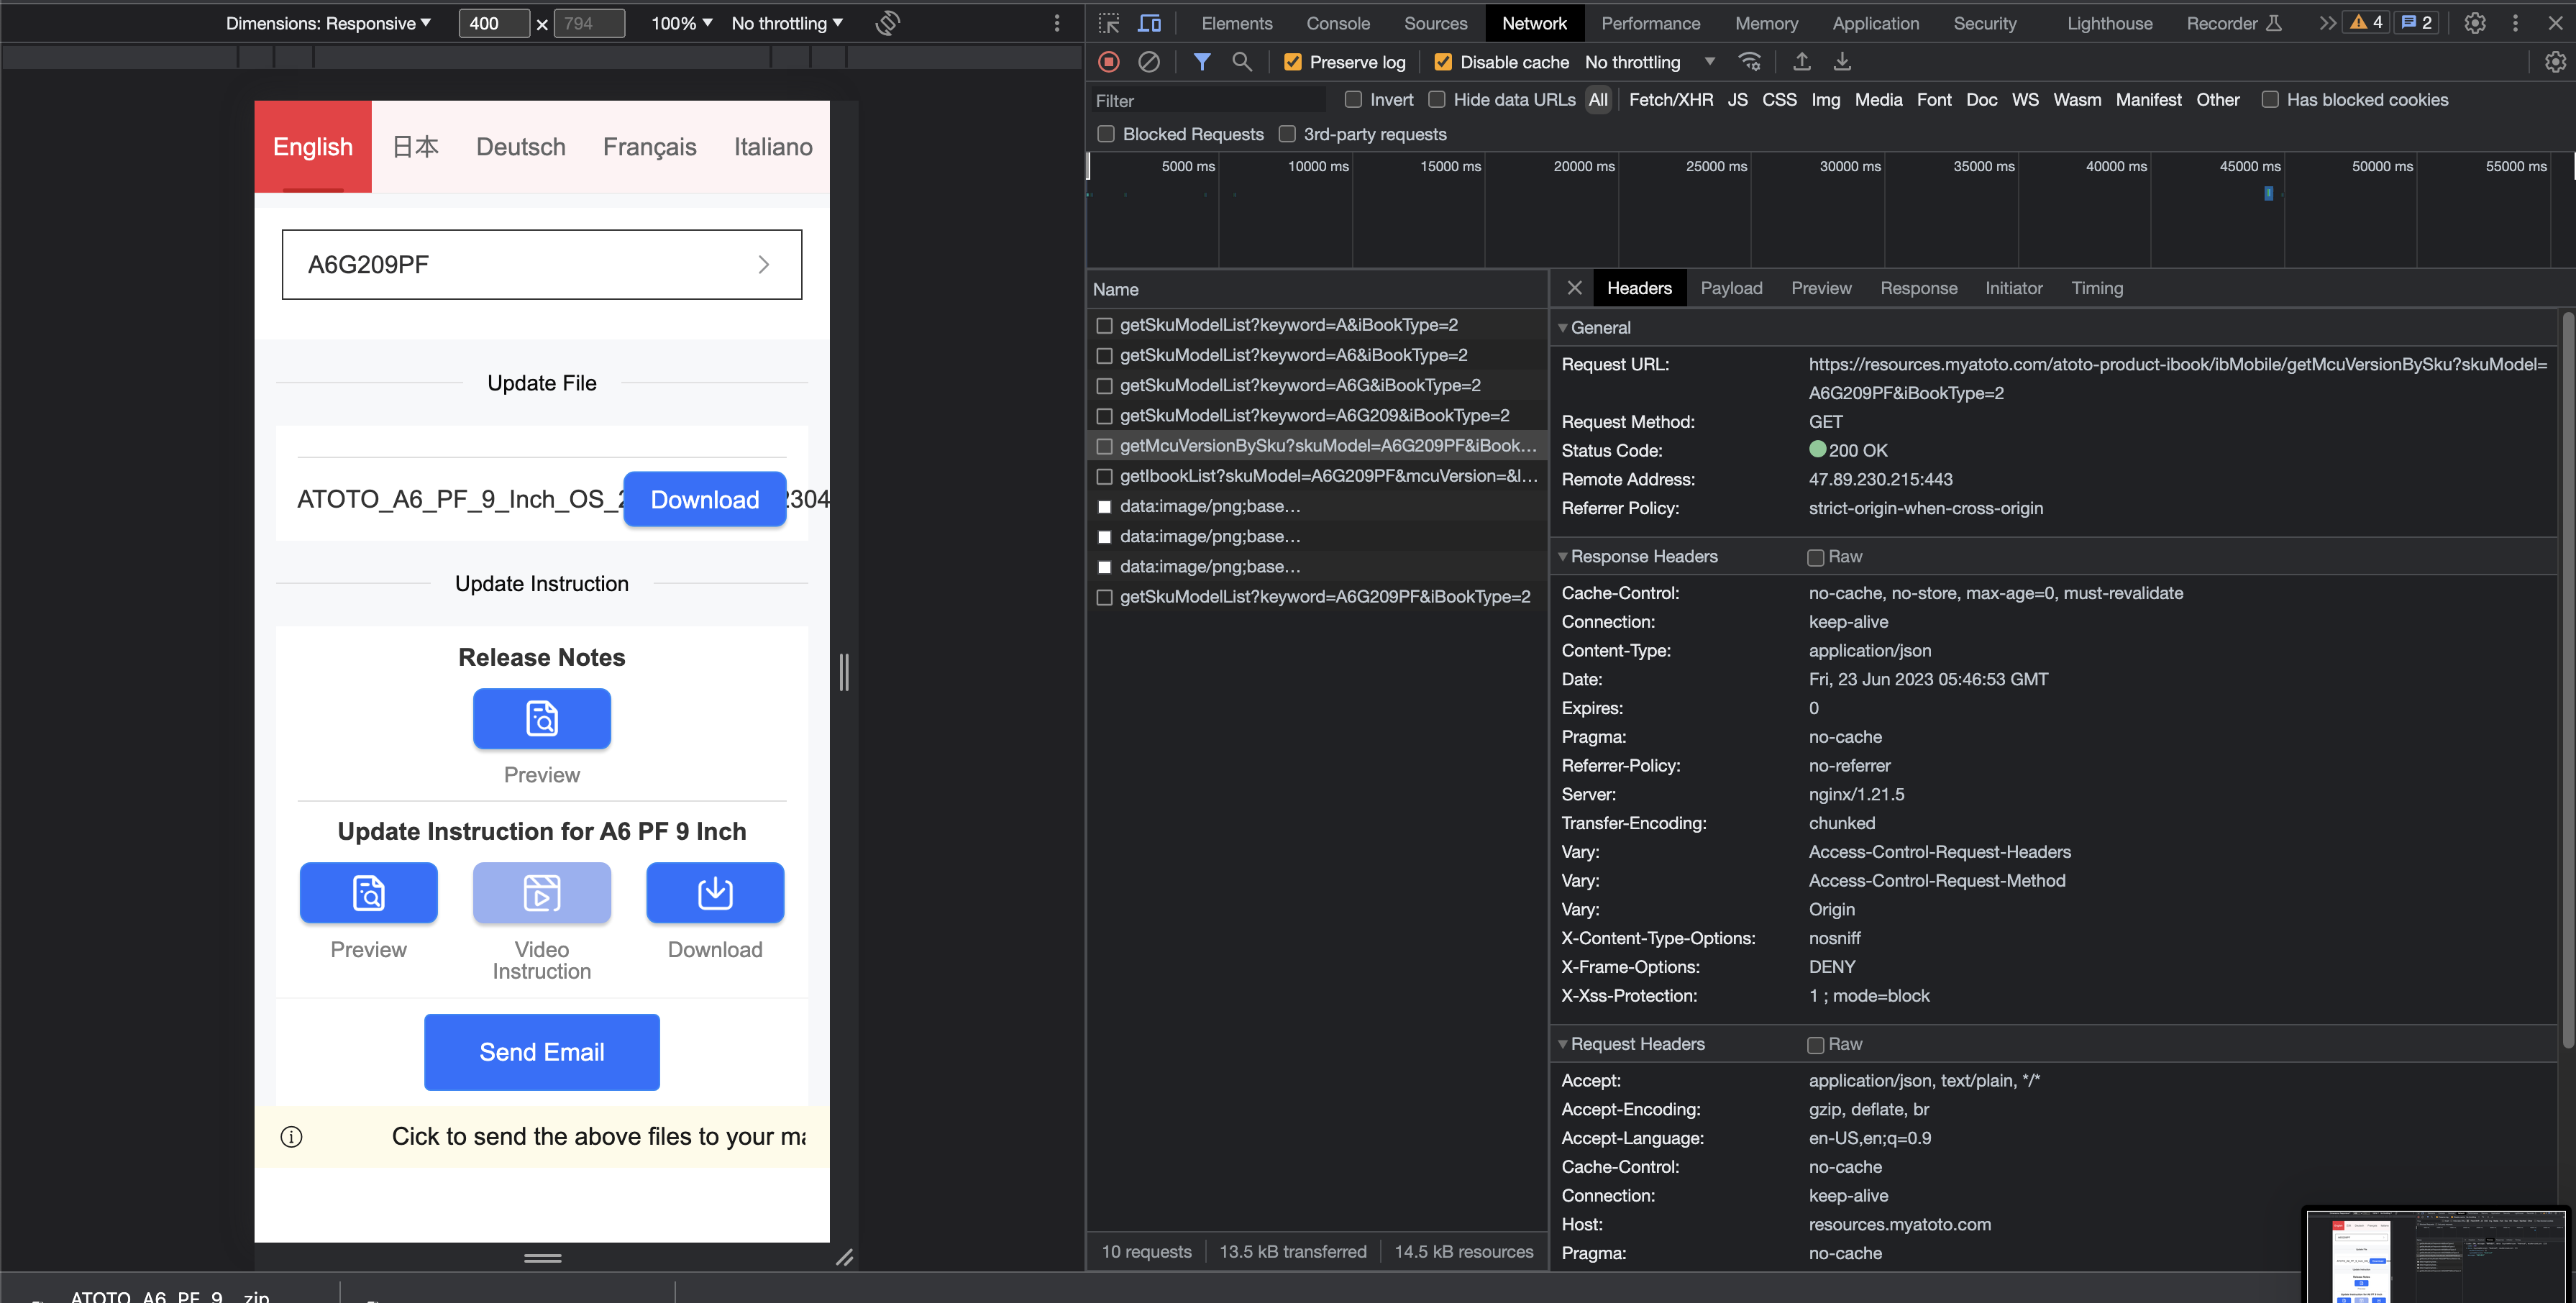 Dimensions: Responsive ▼ 400 × 794 100% ▼ No throttling ▼
English 日本 Deutsch Français Italiano
A6G209PF
Update File
ATOTO_A6_PF_9_Inch_OS_ Download 2304
Update Instruction
Release Notes
Preview
Update Instruction for A6 PF 9 Inch
Preview Video Instruction Download
Send Email
Cick to send the above files to your ma
ATOTO_A6_PF_9_...zip
Elements Console Sources Network Performance Memory Application Security Lighthouse Recorder 4 2
Preserve log Disable cache No throttling
Filter Invert Hide data URLs All Fetch/XHR JS CSS Img Media Font Doc WS Wasm Manifest Other Has blocked cookies
Blocked Requests 3rd-party requests
5000 ms 10000 ms 15000 ms 20000 ms 25000 ms 30000 ms 35000 ms 40000 ms 45000 ms 50000 ms 55000 ms
Name
getSkuModelList?keyword=A&iBookType=2
getSkuModelList?keyword=A6&iBookType=2
getSkuModelList?keyword=A6G&iBookType=2
getSkuModelList?keyword=A6G209&iBookType=2
getMcuVersionBySku?skuModel=A6G209PF&iBook...
getIbookList?skuModel=A6G209PF&mcuVersion=&l...
data:image/png;base...
data:image/png;base...
data:image/png;base...
getSkuModelList?keyword=A6G209PF&iBookType=2
10 requests 13.5 kB transferred 14.5 kB resources
Headers Payload Preview Response Initiator Timing
General
Request URL: https://resources.myatoto.com/atoto-product-ibook/ibMobile/getMcuVersionBySku?skuModel=
A6G209PF&iBookType=2
Request Method: GET
Status Code: 200 OK
Remote Address: 47.89.230.215:443
Referrer Policy: strict-origin-when-cross-origin
Response Headers Raw
Cache-Control: no-cache, no-store, max-age=0, must-revalidate
Connection: keep-alive
Content-Type: application/json
Date: Fri, 23 Jun 2023 05:46:53 GMT
Expires: 0
Pragma: no-cache
Referrer-Policy: no-referrer
Server: nginx/1.21.5
Transfer-Encoding: chunked
Vary: Access-Control-Request-Headers
Vary: Access-Control-Request-Method
Vary: Origin
X-Content-Type-Options: nosniff
X-Frame-Options: DENY
X-Xss-Protection: 1 ; mode=block
Request Headers Raw
Accept: application/json, text/plain, */*
Accept-Encoding: gzip, deflate, br
Accept-Language: en-US,en;q=0.9
Cache-Control: no-cache
Connection: keep-alive
Host: resources.myatoto.com
Pragma: no-cache